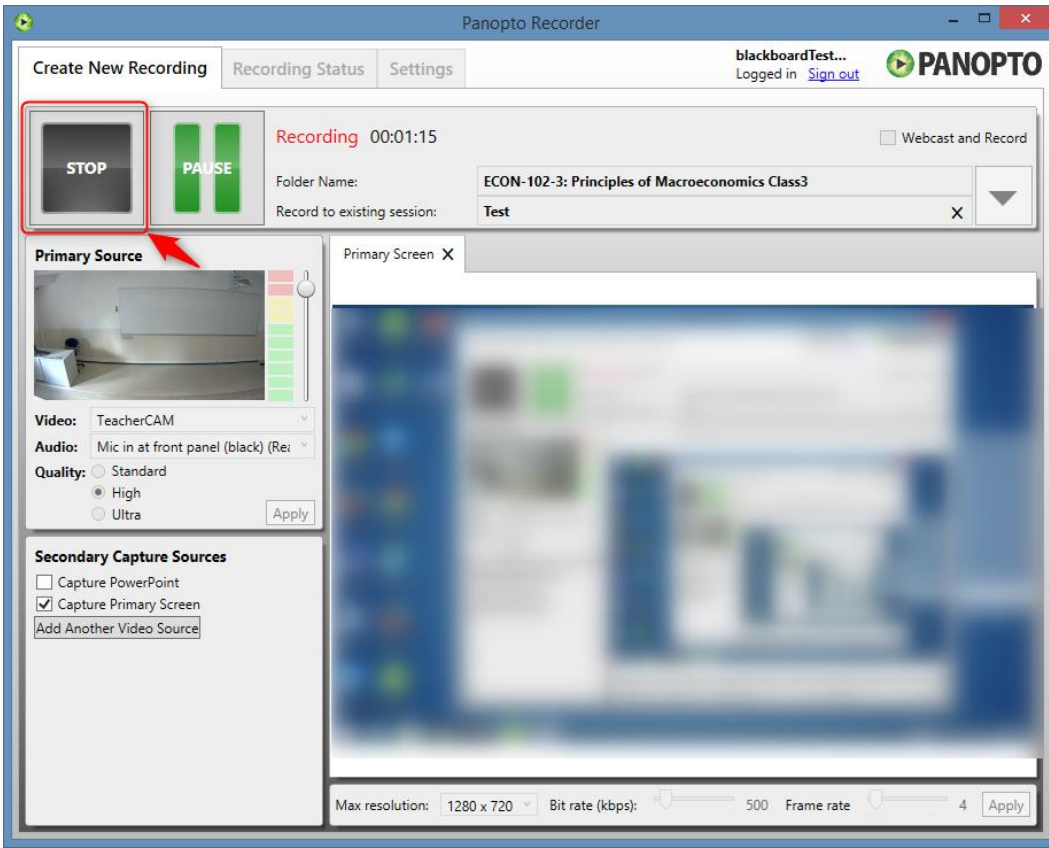 Panopto Recorder
Create New Recording
Recording Status
Settings
blackboardTest...
Logged in Sign out
PANOPTO
STOP
PAUSE
Recording 00:01:15
Webcast and Record
Folder Name: ECON-102-3: Principles of Macroeconomics Class3
Record to existing session: Test X
Primary Source
Video: TeacherCAM
Audio: Mic in at front panel (black) (Rea
Quality: Standard
High
Ultra
Apply
Secondary Capture Sources
Capture PowerPoint
Capture Primary Screen
Add Another Video Source
Primary Screen X
Max resolution: 1280 x 720 Bit rate (kbps): 500 Frame rate 4 Apply